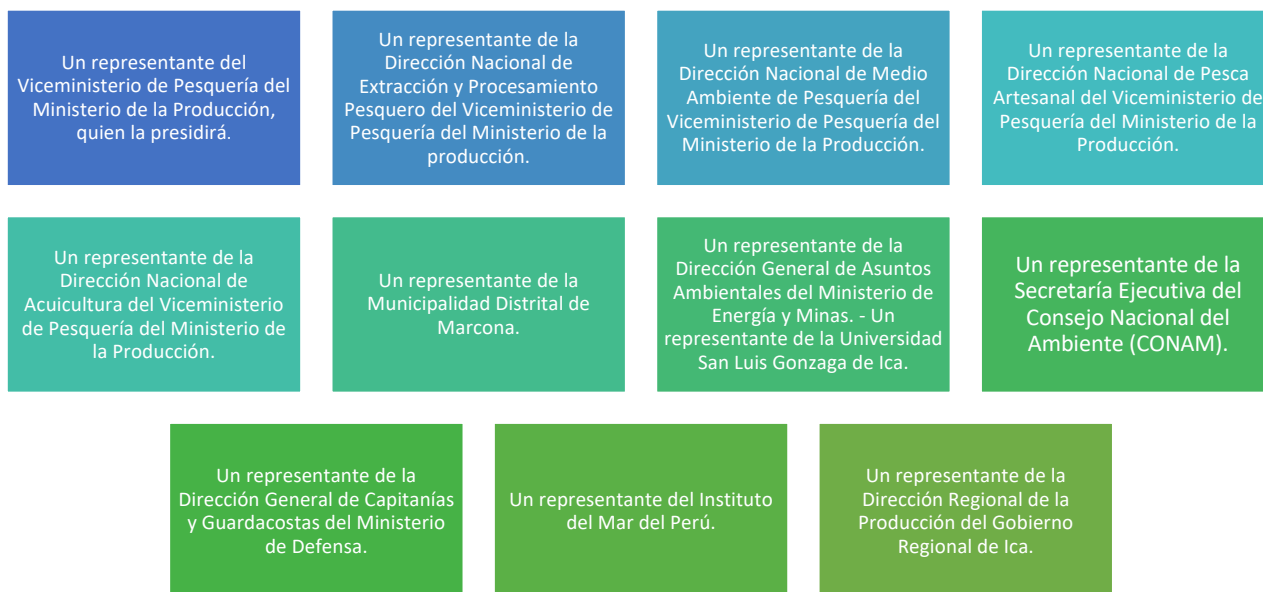 Un representante del
Viceministerio de Pesquería del
Ministerio de la Producción,
quien la presidirá.
Un representante de la
Dirección Nacional de
Extracción y Procesamiento
Pesquero del Viceministerio de
Pesquería del Ministerio de la
producción.
Un representante de la
Dirección Nacional de Medio
Ambiente de Pesquería del
Viceministerio de Pesquería del
Ministerio de la Producción.
Un representante de la
Dirección Nacional de Pesca
Artesanal del Viceministerio de
Pesquería del Ministerio de la
Producción.
Un representante de la
Dirección Nacional de
Acuicultura del Viceministerio
de Pesquería del Ministerio de
la Producción.
Un representante de la
Municipalidad Distrital de
Marcona.
Un representante de la
Dirección General de Asuntos
Ambientales del Ministerio de
Energía y Minas. - Un
representante de la Universidad
San Luis Gonzaga de Ica.
Un representante de la
Secretaría Ejecutiva del
Consejo Nacional del
Ambiente (CONAM).
Un representante de la
Dirección General de Capitanías
y Guardacostas del Ministerio
de Defensa.
Un representante del Instituto
del Mar del Perú.
Un representante de la
Dirección Regional de la
Producción del Gobierno
Regional de Ica.